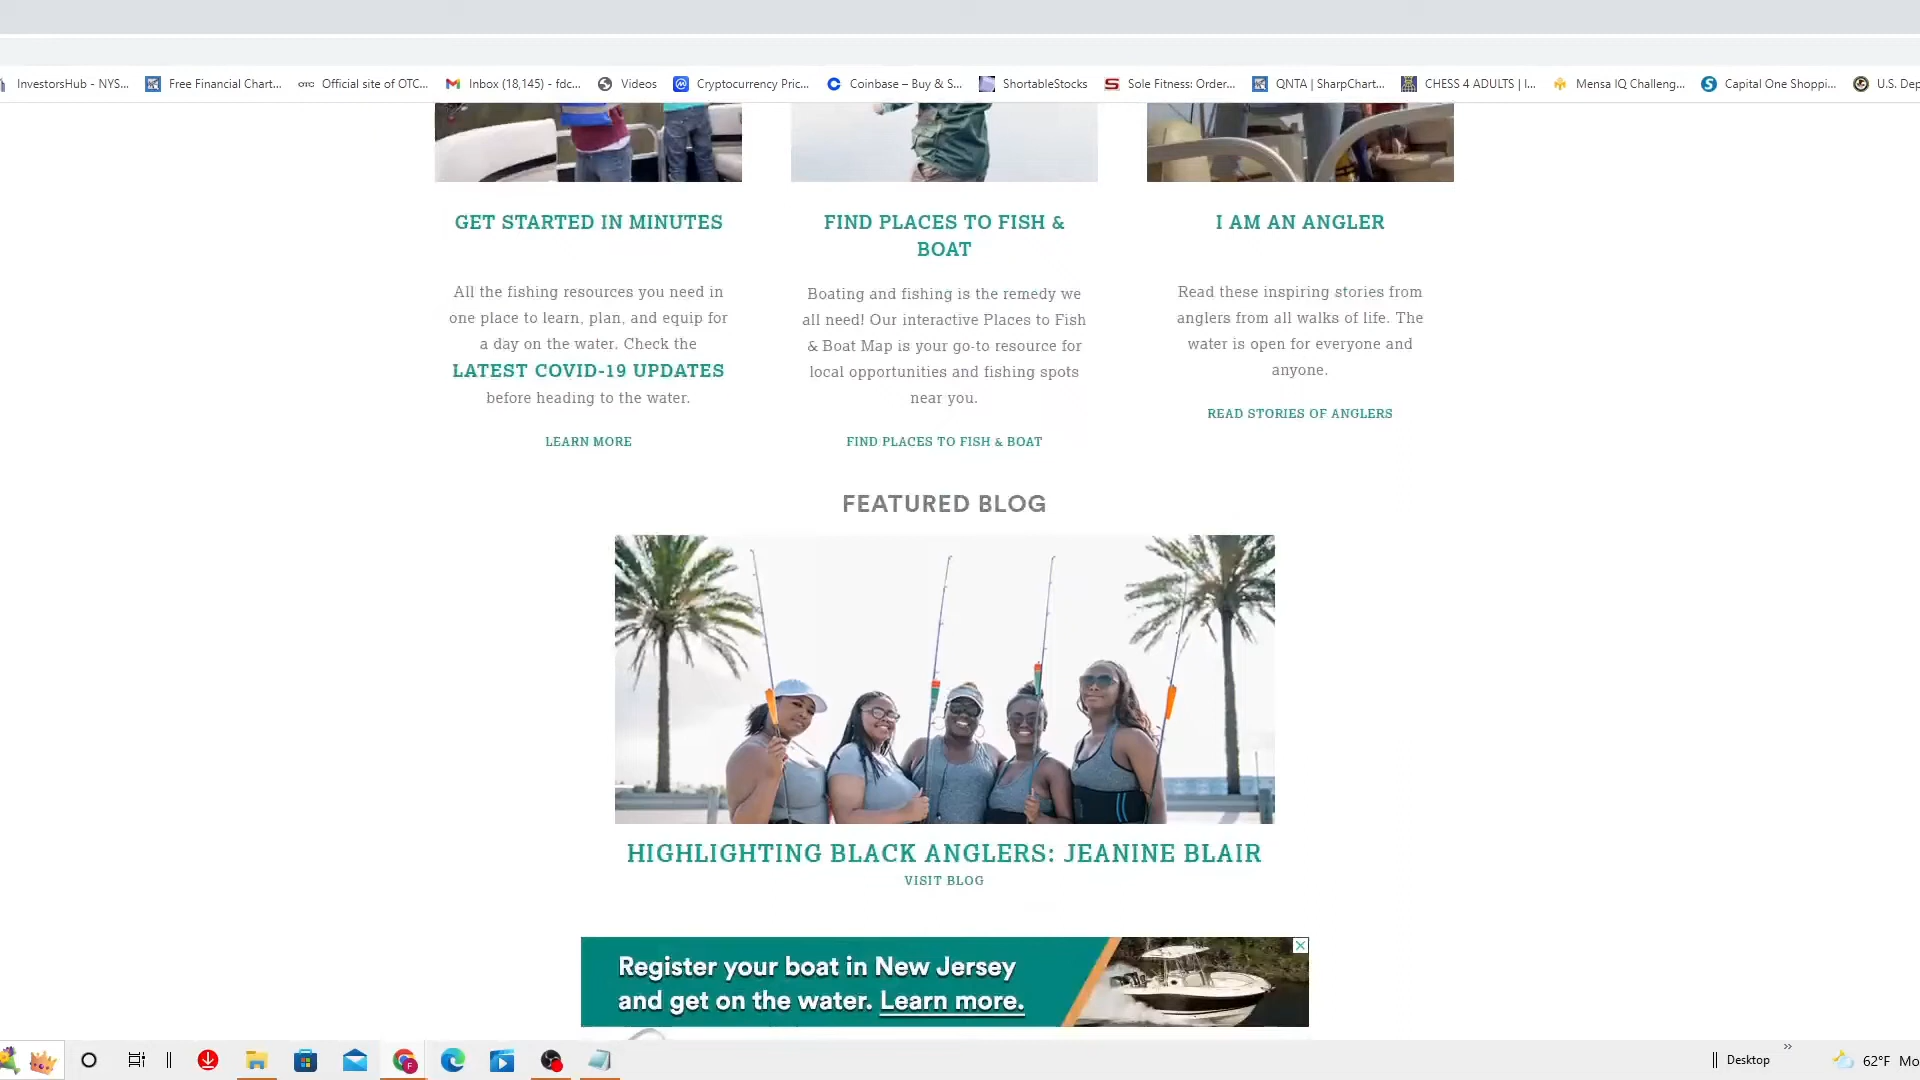 InvestorsHub - NYS... Free Financial Chart... OTC Official site of OTC... Inbox (18,145) - fdc... Videos Cryptocurrency Pric... Coinbase – Buy & S... ShortableStocks S Sole Fitness: Order... QNTA | SharpChart... CHESS 4 ADULTS | I... Mensa IQ Challeng... S Capital One Shoppi... U.S. Dep
GET STARTED IN MINUTES
All the fishing resources you need in
one place to learn, plan, and equip for
a day on the water. Check the
LATEST COVID-19 UPDATES
before heading to the water.
LEARN MORE
FIND PLACES TO FISH &
BOAT
Boating and fishing is the remedy we
all need! Our interactive Places to Fish
& Boat Map is your go-to resource for
local opportunities and fishing spots
near you.
FIND PLACES TO FISH & BOAT
I AM AN ANGLER
Read these inspiring stories from
anglers from all walks of life. The
water is open for everyone and
anyone.
READ STORIES OF ANGLERS
FEATURED BLOG
HIGHLIGHTING BLACK ANGLERS: JEANINE BLAIR
VISIT BLOG
Register your boat in New Jersey
and get on the water. Learn more.
F
Desktop
62°F Mo